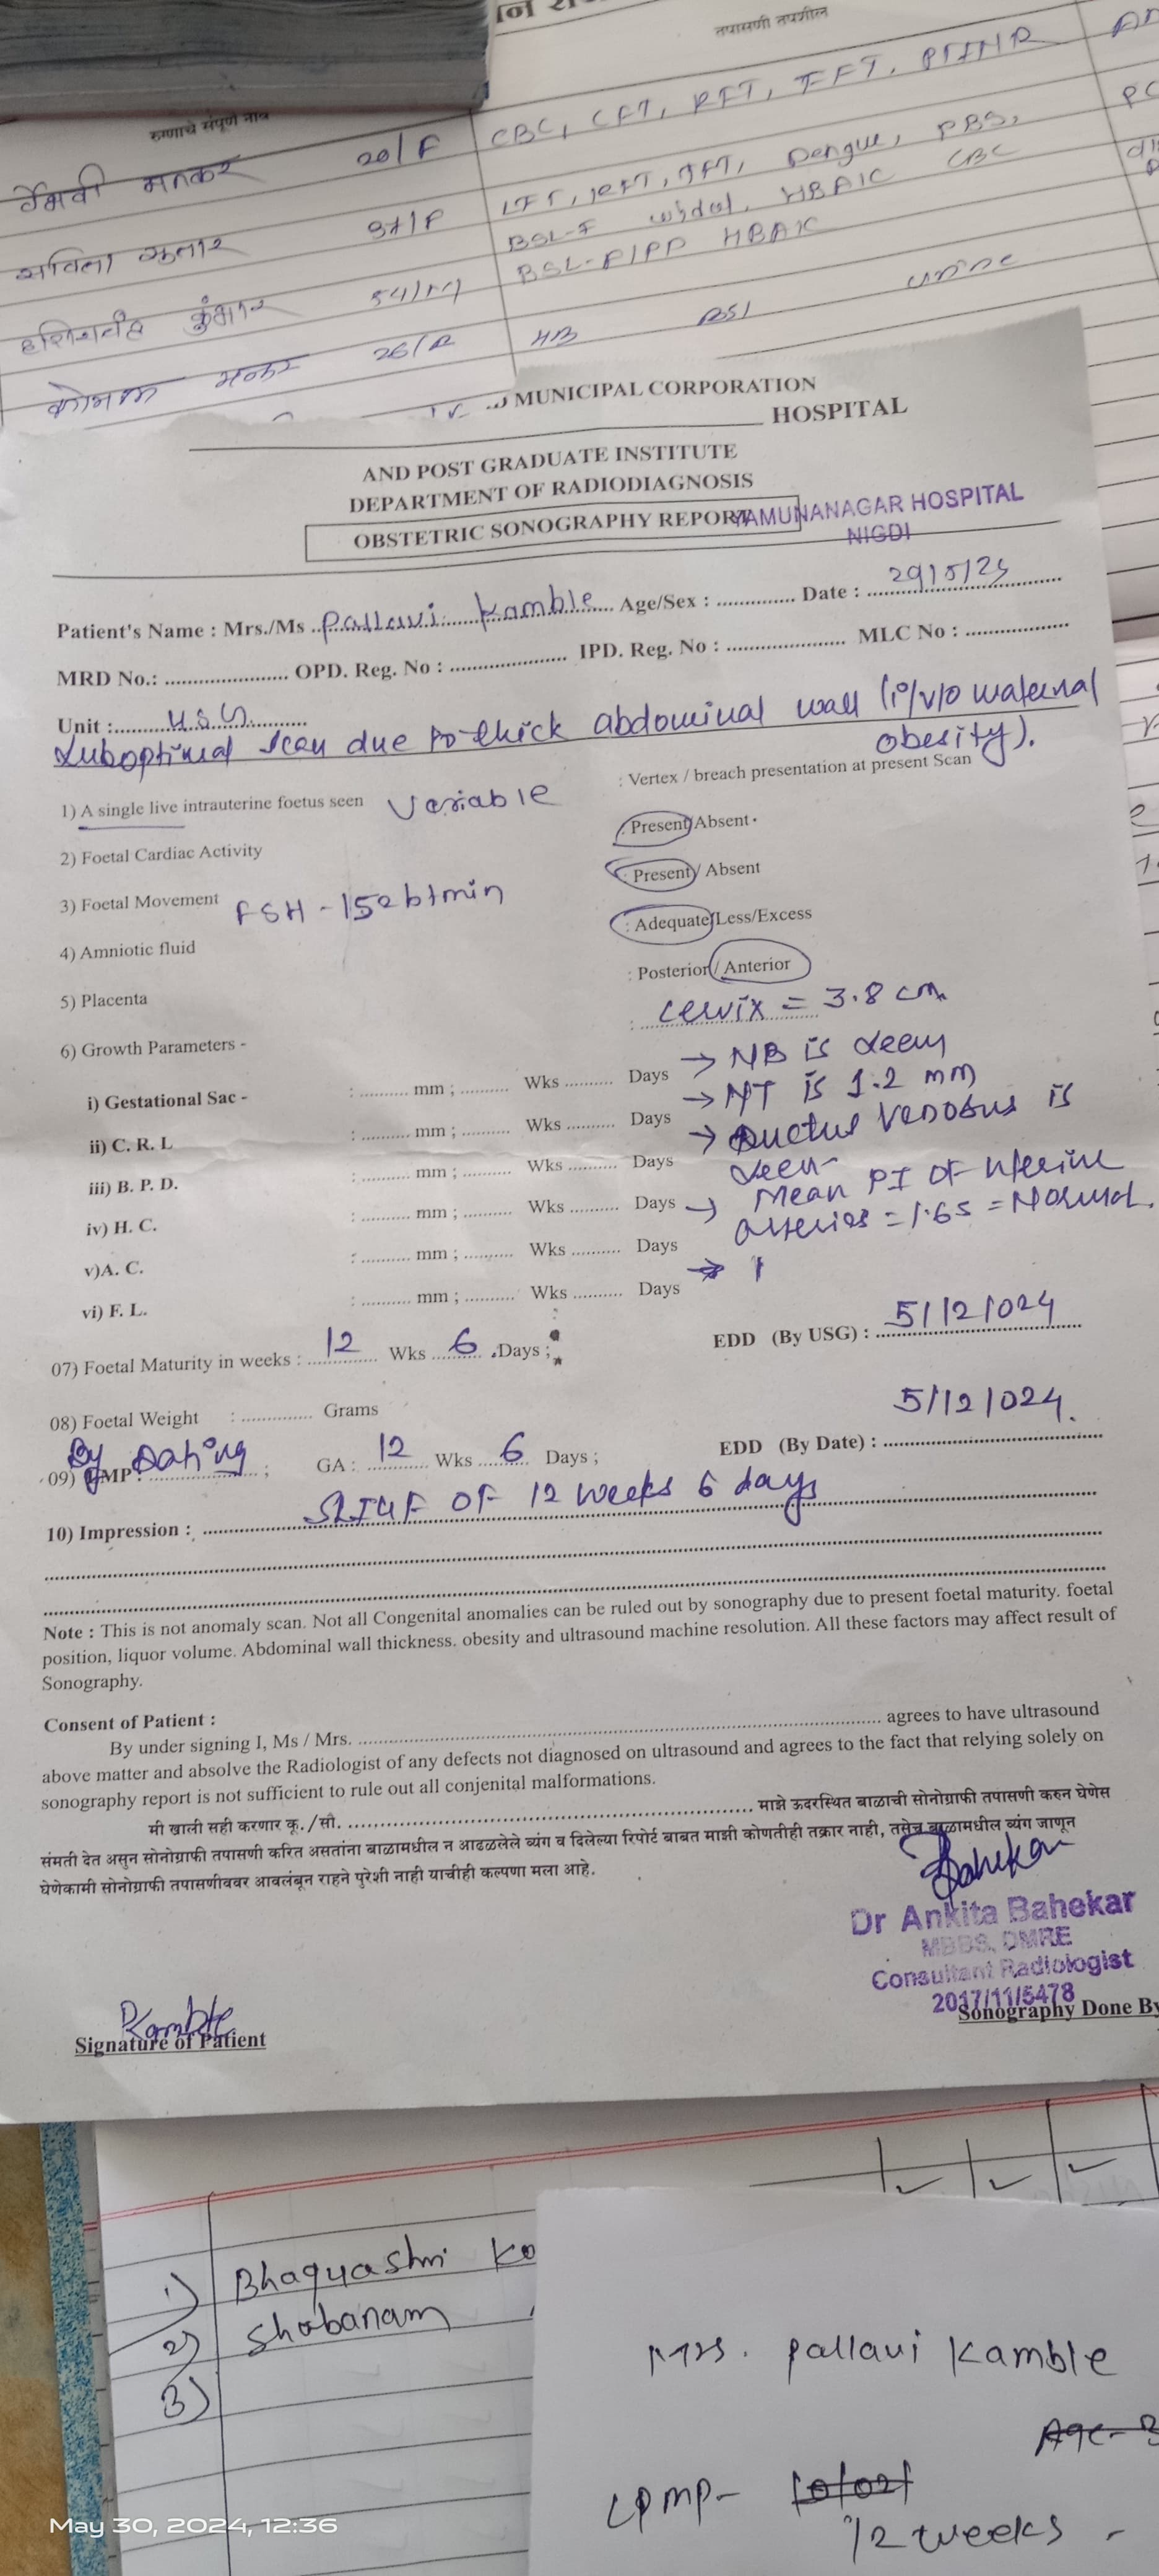 तपासणी तपशील
रुग्णाचे संपूर्ण नाव
20/F CBC, LFT, RFT, TFT, PTINR
LFT, RFT, TFT, Dengue, PBS,
BSL-F widal, HBA1C CBC
BSL-F/PP HBA1C
54/M
26/F HB BSL urine
MUNICIPAL CORPORATION
HOSPITAL
AND POST GRADUATE INSTITUTE
DEPARTMENT OF RADIODIAGNOSIS
OBSTETRIC SONOGRAPHY REPORT
YAMUNANAGAR HOSPITAL
NIGDI
Patient's Name : Mrs./Ms Pallavi Kamble Age/Sex : Date : 29/5/24
MRD No.: OPD. Reg. No : IPD. Reg. No : MLC No :
Unit : U.S.G.
Suboptimal scan due to thick abdominal wall (i/v/o maternal
obesity).
1) A single live intrauterine foetus seen variable : Vertex / breach presentation at present Scan
2) Foetal Cardiac Activity : Present/Absent
3) Foetal Movement FSH - 152 bt min : Present / Absent
4) Amniotic fluid : Adequate/Less/Excess
5) Placenta : Posterior / Anterior
6) Growth Parameters - : cervix = 3.8 cm
i) Gestational Sac - : mm ; Wks Days → NB is seen
ii) C. R. L : mm ; Wks Days → NT is 1.2 mm
iii) B. P. D. : mm ; Wks Days → Ductus venosus is
seen
iv) H. C. : mm ; Wks Days → Mean PI of uterine
arteries = 1.65 = Normal.
v)A. C. : mm ; Wks Days →
vi) F. L. : mm ; Wks Days
07) Foetal Maturity in weeks : 12 Wks 6 Days ; EDD (By USG) : 5/12/024
08) Foetal Weight : Grams
09) LMP : By Dating ; GA : 12 Wks 6 Days ; EDD (By Date) : 5/12/024.
10) Impression : SLIUF OF 12 weeks 6 days
Note : This is not anomaly scan. Not all Congenital anomalies can be ruled out by sonography due to present foetal maturity. foetal
position, liquor volume. Abdominal wall thickness. obesity and ultrasound machine resolution. All these factors may affect result of
Sonography.
Consent of Patient :
By under signing I, Ms / Mrs. agrees to have ultrasound
above matter and absolve the Radiologist of any defects not diagnosed on ultrasound and agrees to the fact that relying solely on
sonography report is not sufficient to rule out all conjenital malformations.
मी खाली सही करणार कू. /सौ. माझे ऊदरस्थित बाळाची सोनोग्राफी तपासणी करुन घेणेस
संमती देत असुन सोनोग्राफी तपासणी करित असतांना बाळामधील न आढळलेले व्यंग व दिलेल्या रिपोर्ट बाबत माझी कोणतीही तक्रार नाही, तसेच बाळामधील व्यंग जाणून
घेणेकामी सोनोग्राफी तपासणीववर आवलंबून राहने पुरेशी नाही याचीही कल्पणा मला आहे.
Bahekar
Dr Ankita Bahekar
MBBS, DMRE
Consultant Radiologist
2017/11/5478
Sonography Done By
PKamble
Signature of Patient
1) Bhagyashri Ko
2) Shabanam
3)
Mrs. Pallavi Kamble
Age-
LPMP-
12 weeks -
May 30, 2024, 12:36